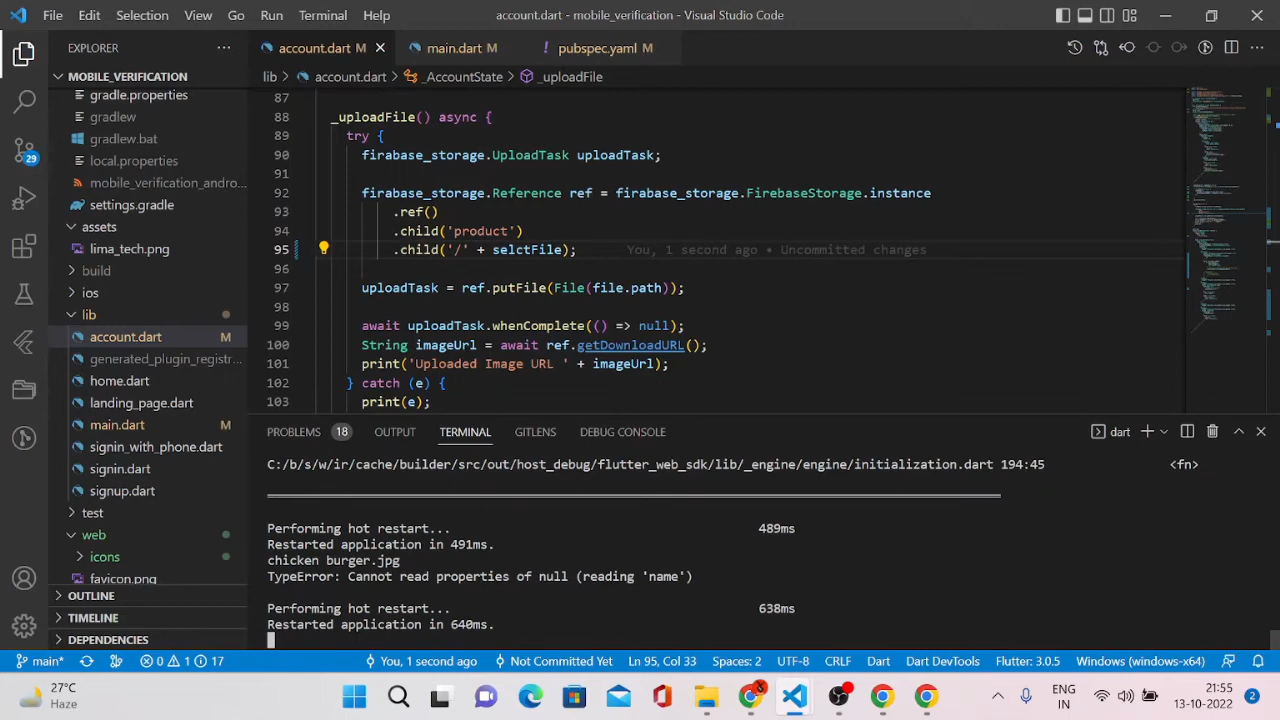 File Edit Selection View Go Run Terminal Help account.dart - mobile_verification - Visual Studio Code
EXPLORER
account.dart M
main.dart M
! pubspec.yaml M
lib > account.dart > _AccountState > _uploadFile
MOBILE_VERIFICATION
gradle.properties
gradlew
gradlew.bat
local.properties
mobile_verification_andro...
settings.gradle
assets
lima_tech.png
build
ios
lib
account.dart M
generated_plugin_registr...
home.dart
landing_page.dart
main.dart M
signin_with_phone.dart
signin.dart
signup.dart
test
web
icons
favicon.png
OUTLINE
TIMELINE
DEPENDENCIES
29
87
88 _uploadFile() async {
89 try {
90 firabase_storage.UploadTask uploadTask;
91
92 firabase_storage.Reference ref = firabase_storage.FirebaseStorage.instance
93 .ref()
94 .child('product')
95 .child('/' + selctFile); You, 1 second ago • Uncommitted changes
96
97 uploadTask = ref.putFile(File(file.path));
98
99 await uploadTask.whenComplete(() => null);
100 String imageUrl = await ref.getDownloadURL();
101 print('Uploaded Image URL ' + imageUrl);
102 } catch (e) {
103 print(e);
PROBLEMS 18 OUTPUT TERMINAL GITLENS DEBUG CONSOLE dart
C:/b/s/w/ir/cache/builder/src/out/host_debug/flutter_web_sdk/lib/_engine/engine/initialization.dart 194:45 <fn>
Performing hot restart... 489ms
Restarted application in 491ms.
chicken burger.jpg
TypeError: Cannot read properties of null (reading 'name')
Performing hot restart... 638ms
Restarted application in 640ms.
main* 0 1 17 You, 1 second ago Not Committed Yet Ln 95, Col 33 Spaces: 2 UTF-8 CRLF Dart Dart DevTools Flutter: 3.0.5 Windows (windows-x64)
27°C
Haze
ENG
IN
21:55
13-10-2022
2